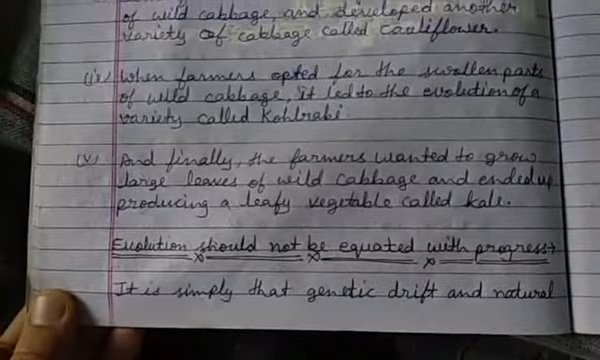 of wild cabbage, and developed another
variety of cabbage called Cauliflower.
(iv) When farmers opted for the swollen parts
of wild cabbage, it led to the evolution of a
variety called Kohlrabi.
(v) And finally, the farmers wanted to grow
large leaves of wild cabbage and ended up
producing a leafy vegetable called kale.
Evolution should not be equated with progress→
It is simply that genetic drift and natural